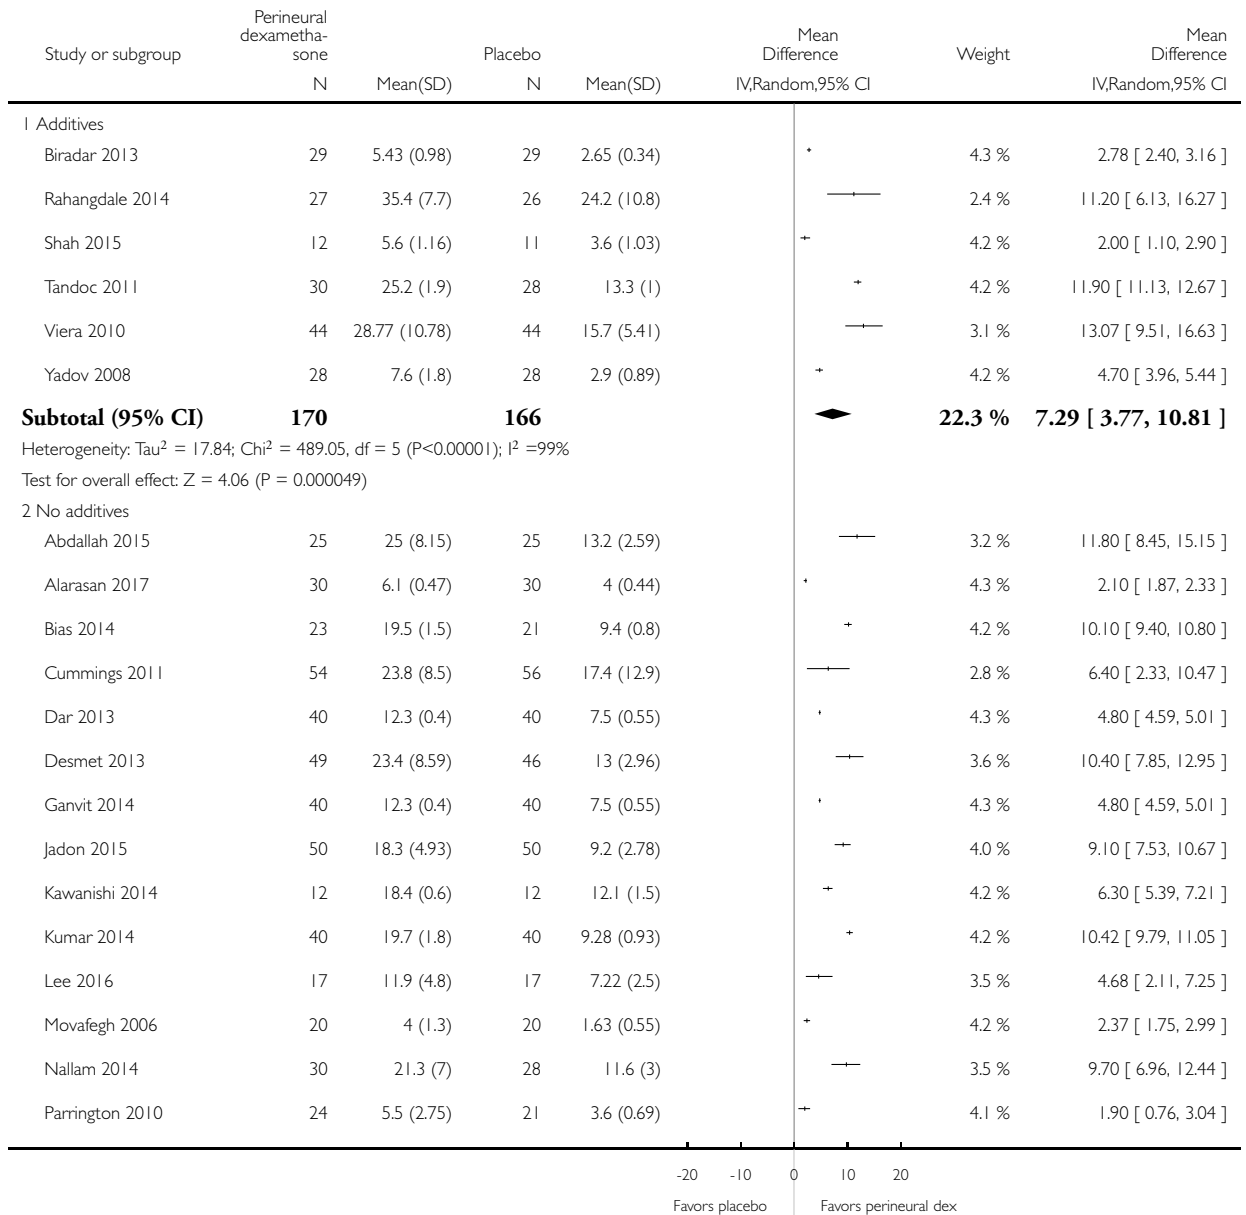 Study or subgroup Perineural dexametha-sone Placebo Mean Difference Weight Mean Difference
N Mean(SD) N Mean(SD) IV,Random,95% CI IV,Random,95% CI
1 Additives
Biradar 2013 29 5.43 (0.98) 29 2.65 (0.34) 4.3 % 2.78 [ 2.40, 3.16 ]
Rahangdale 2014 27 35.4 (7.7) 26 24.2 (10.8) 2.4 % 11.20 [ 6.13, 16.27 ]
Shah 2015 12 5.6 (1.16) 11 3.6 (1.03) 4.2 % 2.00 [ 1.10, 2.90 ]
Tandoc 2011 30 25.2 (1.9) 28 13.3 (1) 4.2 % 11.90 [ 11.13, 12.67 ]
Viera 2010 44 28.77 (10.78) 44 15.7 (5.41) 3.1 % 13.07 [ 9.51, 16.63 ]
Yadov 2008 28 7.6 (1.8) 28 2.9 (0.89) 4.2 % 4.70 [ 3.96, 5.44 ]
Subtotal (95% CI) 170 166 22.3 % 7.29 [ 3.77, 10.81 ]
Heterogeneity: Tau² = 17.84; Chi² = 489.05, df = 5 (P<0.00001); I² =99%
Test for overall effect: Z = 4.06 (P = 0.000049)
2 No additives
Abdallah 2015 25 25 (8.15) 25 13.2 (2.59) 3.2 % 11.80 [ 8.45, 15.15 ]
Alarasan 2017 30 6.1 (0.47) 30 4 (0.44) 4.3 % 2.10 [ 1.87, 2.33 ]
Bias 2014 23 19.5 (1.5) 21 9.4 (0.8) 4.2 % 10.10 [ 9.40, 10.80 ]
Cummings 2011 54 23.8 (8.5) 56 17.4 (12.9) 2.8 % 6.40 [ 2.33, 10.47 ]
Dar 2013 40 12.3 (0.4) 40 7.5 (0.55) 4.3 % 4.80 [ 4.59, 5.01 ]
Desmet 2013 49 23.4 (8.59) 46 13 (2.96) 3.6 % 10.40 [ 7.85, 12.95 ]
Ganvit 2014 40 12.3 (0.4) 40 7.5 (0.55) 4.3 % 4.80 [ 4.59, 5.01 ]
Jadon 2015 50 18.3 (4.93) 50 9.2 (2.78) 4.0 % 9.10 [ 7.53, 10.67 ]
Kawanishi 2014 12 18.4 (0.6) 12 12.1 (1.5) 4.2 % 6.30 [ 5.39, 7.21 ]
Kumar 2014 40 19.7 (1.8) 40 9.28 (0.93) 4.2 % 10.42 [ 9.79, 11.05 ]
Lee 2016 17 11.9 (4.8) 17 7.22 (2.5) 3.5 % 4.68 [ 2.11, 7.25 ]
Movafegh 2006 20 4 (1.3) 20 1.63 (0.55) 4.2 % 2.37 [ 1.75, 2.99 ]
Nallam 2014 30 21.3 (7) 28 11.6 (3) 3.5 % 9.70 [ 6.96, 12.44 ]
Parrington 2010 24 5.5 (2.75) 21 3.6 (0.69) 4.1 % 1.90 [ 0.76, 3.04 ]
-20 -10 0 10 20
Favors placebo Favors perineural dex